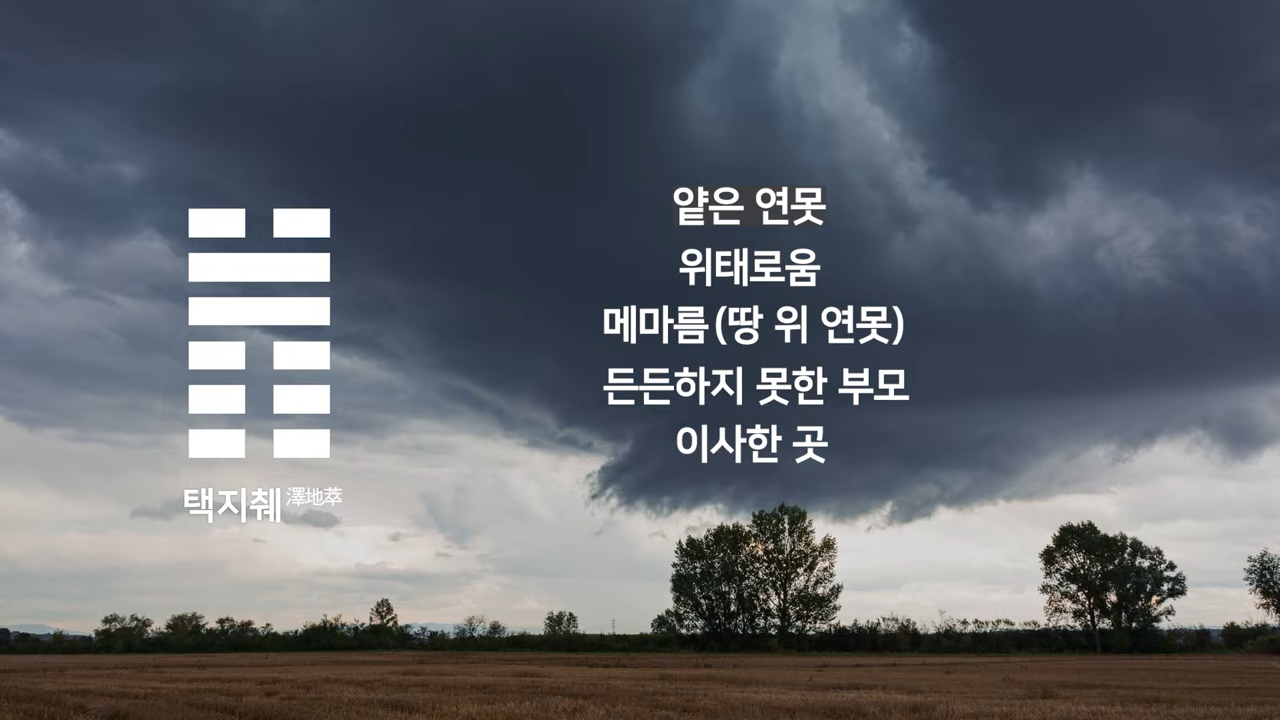 얕은 연못
위태로움
메마름(땅 위 연못)
든든하지 못한 부모
이사한 곳
택지췌澤地萃